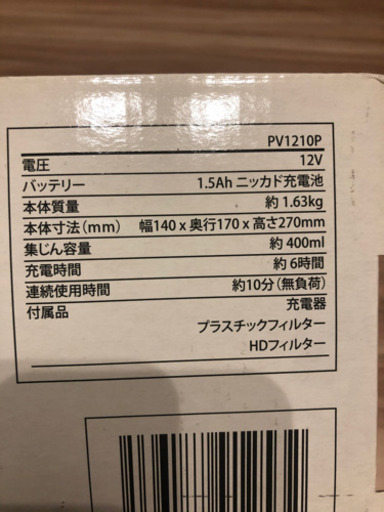 PV1210P
電圧 12V
バッテリー 1.5Ah ニッカド充電池
本体質量 約 1.63kg
本体寸法（mm） 幅140 x 奥行170 x 高さ270mm
集じん容量 約 400ml
充電時間 約 6時間
連続使用時間 約10分（無負荷）
付属品 充電器
プラスチックフィルター
HDフィルター